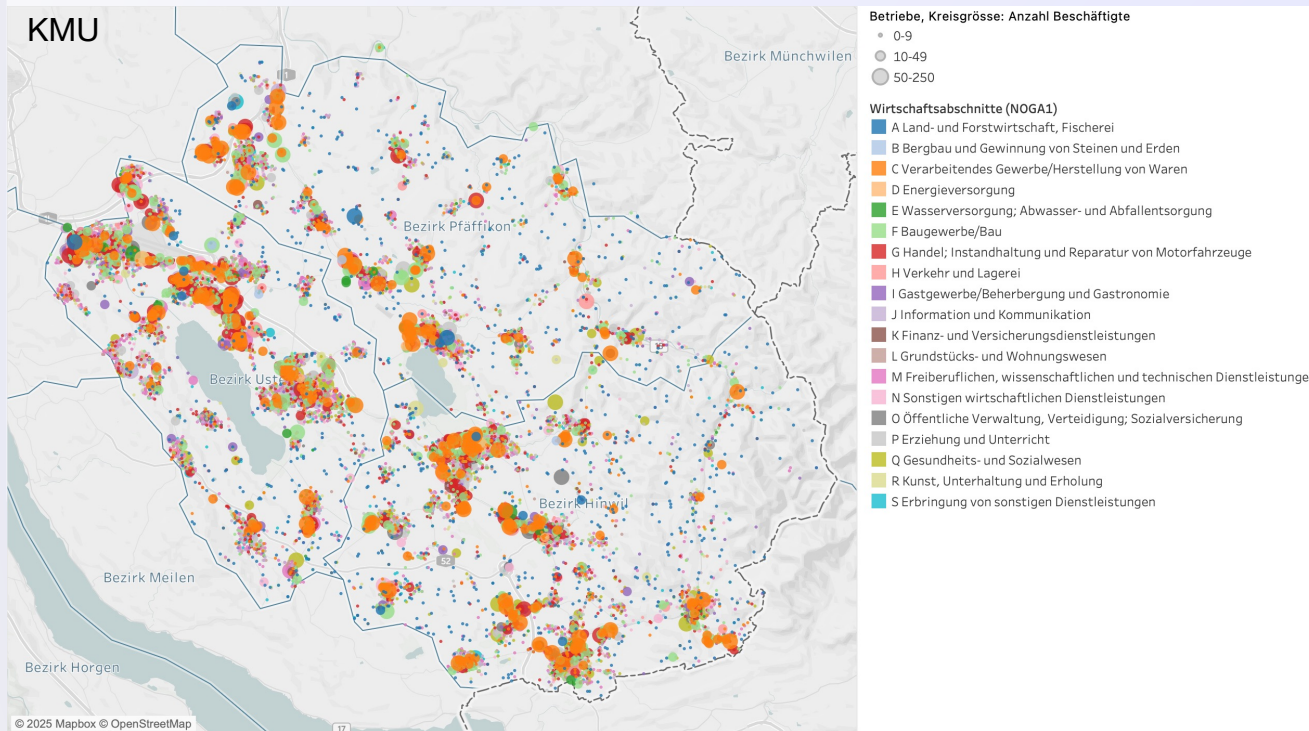 KMU
Bezirk Münchwilen
1
Bezirk Pfäffikon
Bezirk Ust
Bezirk Hinwil
52
Bezirk Meilen
Bezirk Horgen
17
© 2025 Mapbox © OpenStreetMap
Betriebe, Kreisgrösse: Anzahl Beschäftigte
0-9
10-49
50-250
Wirtschaftsabschnitte (NOGA1)
A Land- und Forstwirtschaft, Fischerei
B Bergbau und Gewinnung von Steinen und Erden
C Verarbeitendes Gewerbe/Herstellung von Waren
D Energieversorgung
E Wasserversorgung; Abwasser- und Abfallentsorgung
F Baugewerbe/Bau
G Handel; Instandhaltung und Reparatur von Motorfahrzeuge
H Verkehr und Lagerei
I Gastgewerbe/Beherbergung und Gastronomie
J Information und Kommunikation
K Finanz- und Versicherungsdienstleistungen
L Grundstücks- und Wohnungswesen
M Freiberuflichen, wissenschaftlichen und technischen Dienstleistunge
N Sonstigen wirtschaftlichen Dienstleistungen
O Öffentliche Verwaltung, Verteidigung; Sozialversicherung
P Erziehung und Unterricht
Q Gesundheits- und Sozialwesen
R Kunst, Unterhaltung und Erholung
S Erbringung von sonstigen Dienstleistungen